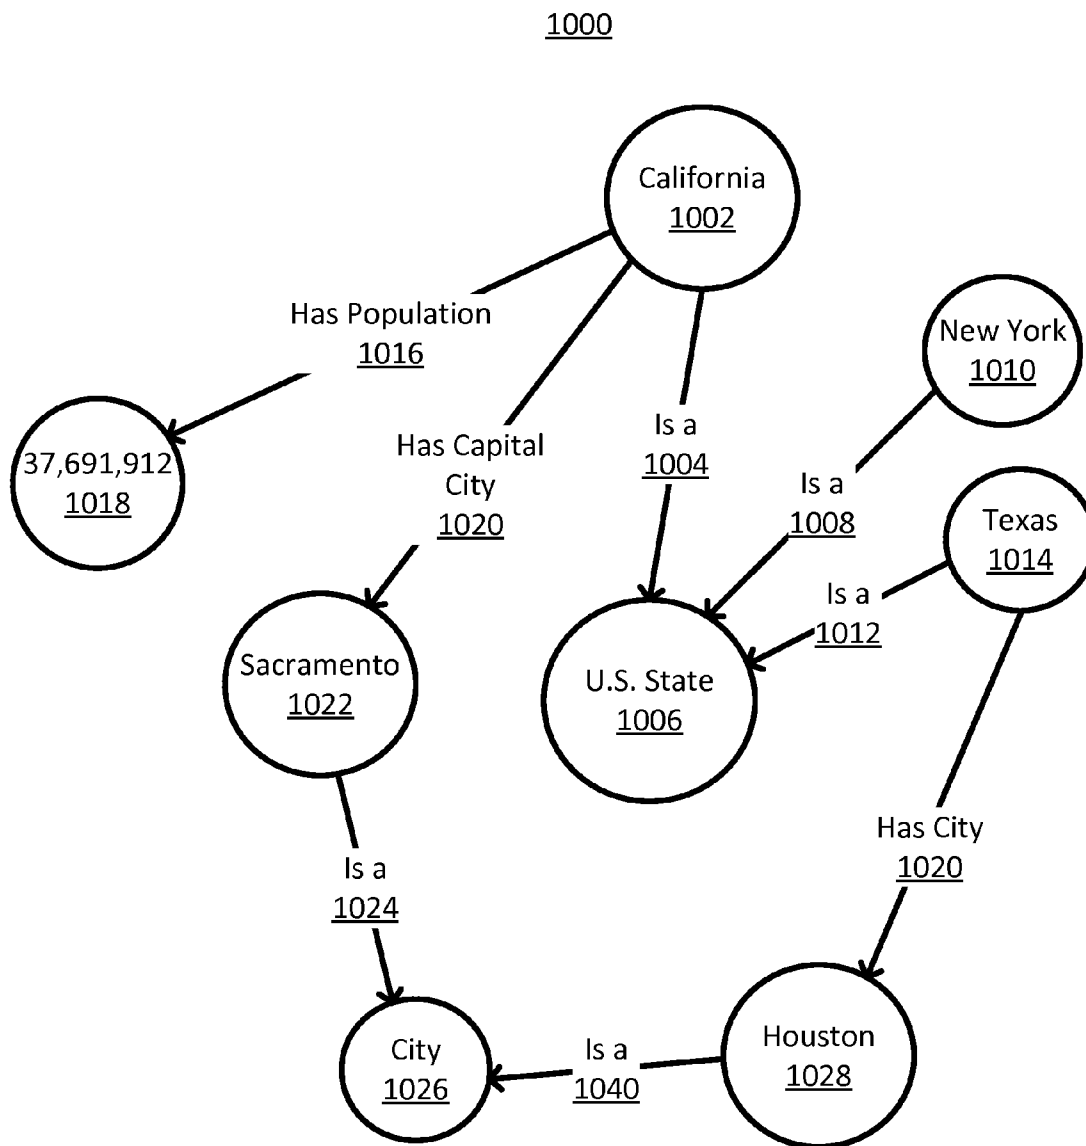 1000
California
1002
Has Population
1016
New York
1010
Has Capital
City
1020
Is a
1004
37,691,912
1018
Is a
1008
Texas
1014
Is a
1012
Sacramento
1022
U.S. State
1006
Has City
1020
Is a
1024
City
1026
Is a
1040
Houston
1028